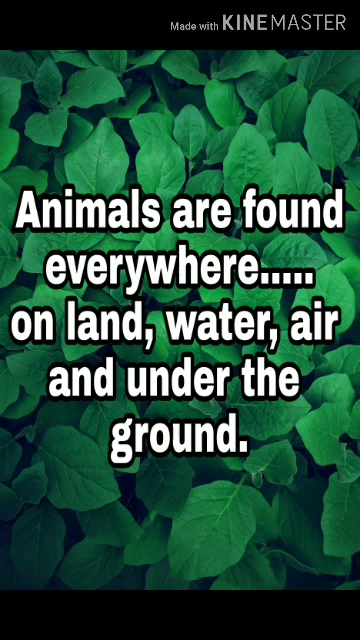 Made with KINEMASTER
Animals are found
everywhere.....
on land, water, air
and under the
ground.